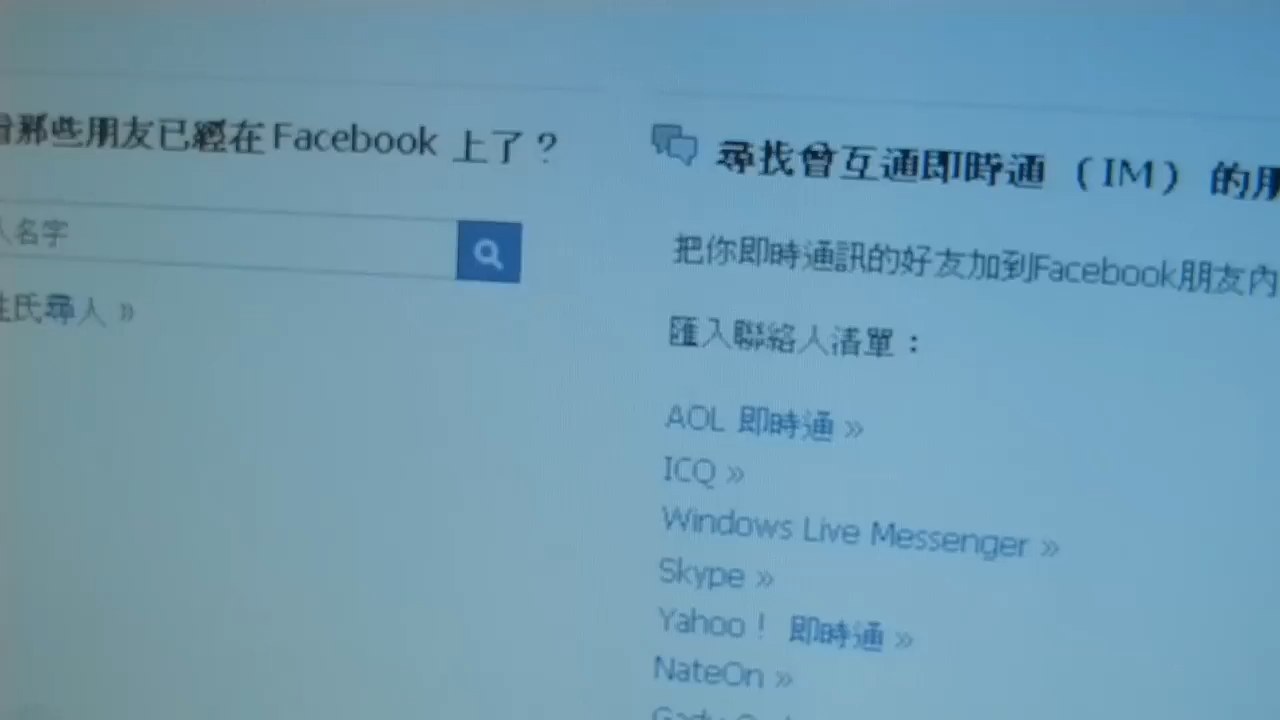 那些朋友已經在 Facebook 上了？
人名字
姓氏尋人 »
尋找曾互通即時通（IM）的朋
把你即時通訊的好友加到Facebook朋友內
匯入聯絡人清單：
AOL 即時通 »
ICQ »
Windows Live Messenger »
Skype »
Yahoo！ 即時通 »
NateOn »